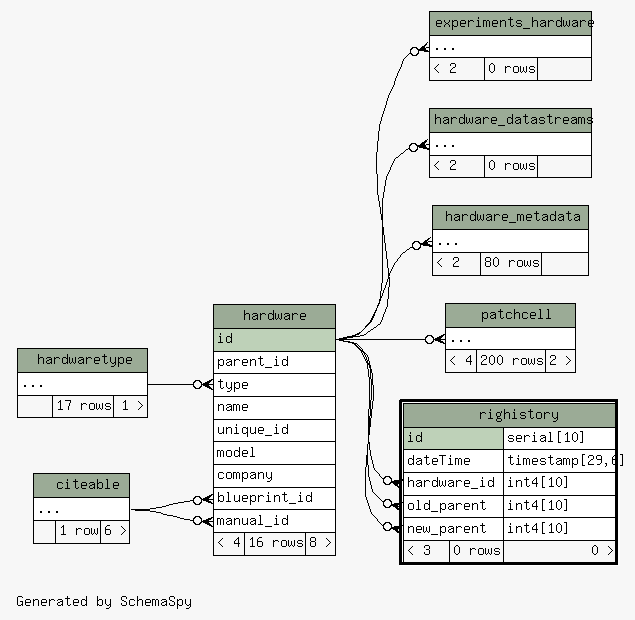 experiments_hardware
...
< 2 0 rows
hardware_datastreams
...
< 2 0 rows
hardware_metadata
...
< 2 80 rows
patchcell
...
< 4 200 rows 2 >
hardware
id
parent_id
type
name
unique_id
model
company
blueprint_id
manual_id
< 4 16 rows 8 >
hardwaretype
...
17 rows 1 >
citeable
...
1 row 6 >
righistory
id serial[10]
dateTime timestamp[29,6]
hardware_id int4[10]
old_parent int4[10]
new_parent int4[10]
< 3 0 rows 0 >
Generated by SchemaSpy